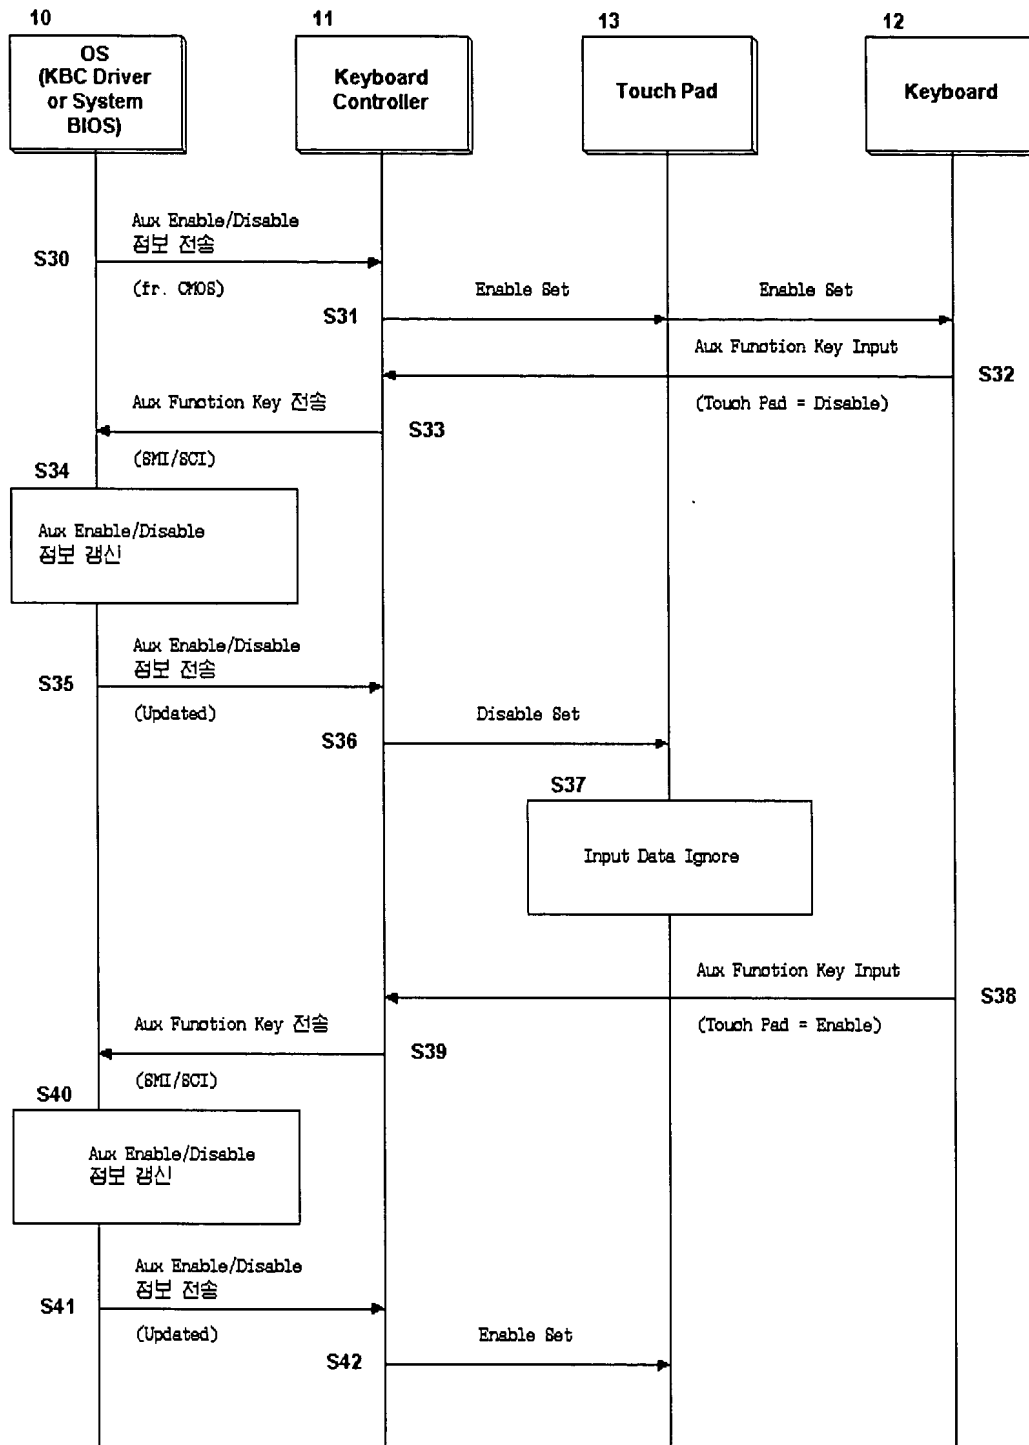 10
11
13
12
OS
(KBC Driver
or System
BIOS)
Keyboard
Controller
Touch Pad
Keyboard
Aux Enable/Disable
정보 전송
S30
(fr. CMOS)
Enable Set
Enable Set
S31
Aux Function Key Input
S32
(Touch Pad = Disable)
Aux Function Key 전송
S33
(SMI/SCI)
S34
Aux Enable/Disable
정보 갱신
Aux Enable/Disable
정보 전송
S35
(Updated)
Disable Set
S36
S37
Input Data Ignore
Aux Function Key Input
S38
(Touch Pad = Enable)
Aux Function Key 전송
S39
(SMI/SCI)
S40
Aux Enable/Disable
정보 갱신
Aux Enable/Disable
정보 전송
S41
(Updated)
Enable Set
S42